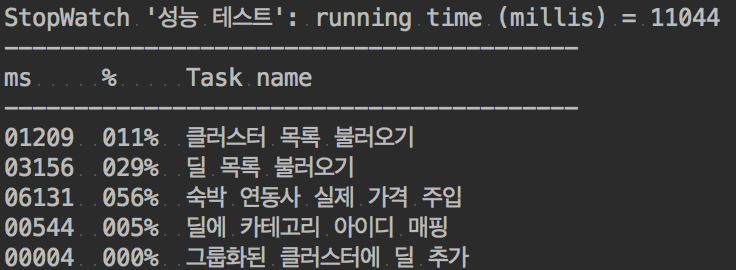 StopWatch '성능 테스트': running time (millis) = 11044
-----------------------------------------
ms     %     Task name
-----------------------------------------
01209  011%  클러스터 목록 불러오기
03156  029%  딜 목록 불러오기
06131  056%  숙박 연동사 실제 가격 주입
00544  005%  딜에 카테고리 아이디 매핑
00004  000%  그룹화된 클러스터에 딜 추가